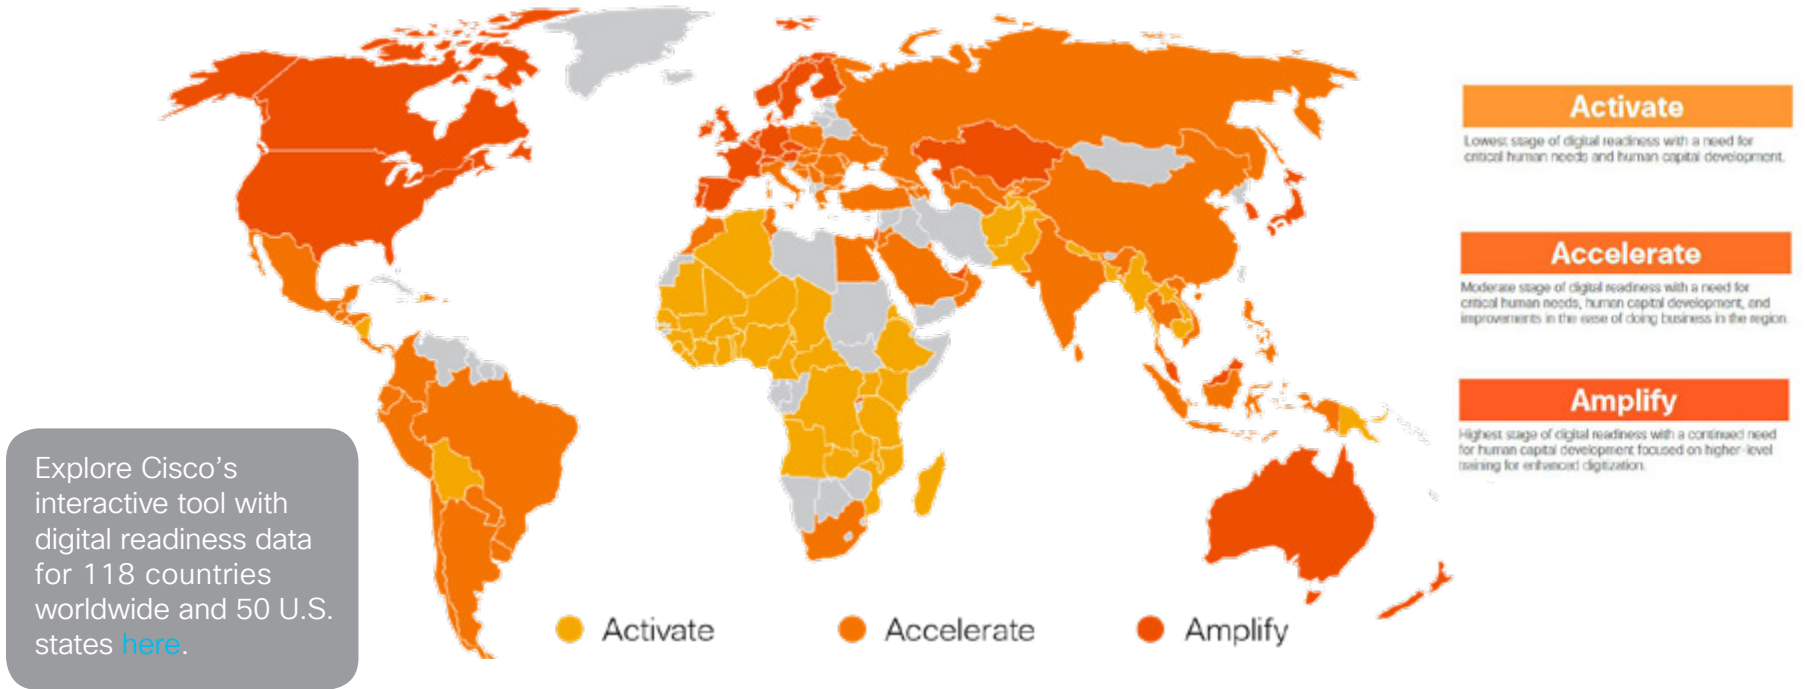 Activate
Lowest stage of digital readiness with a need for
critical human needs and human capital development.
Accelerate
Moderate stage of digital readiness with a need for
critical human needs, human capital development, and
improvements in the ease of doing business in the region.
Amplify
Highest stage of digital readiness with a continued need
for human capital development focused on higher-level
training for enhanced digitization.
Explore Cisco's
interactive tool with
digital readiness data
for 118 countries
worldwide and 50 U.S.
states here.
Activate
Accelerate
Amplify